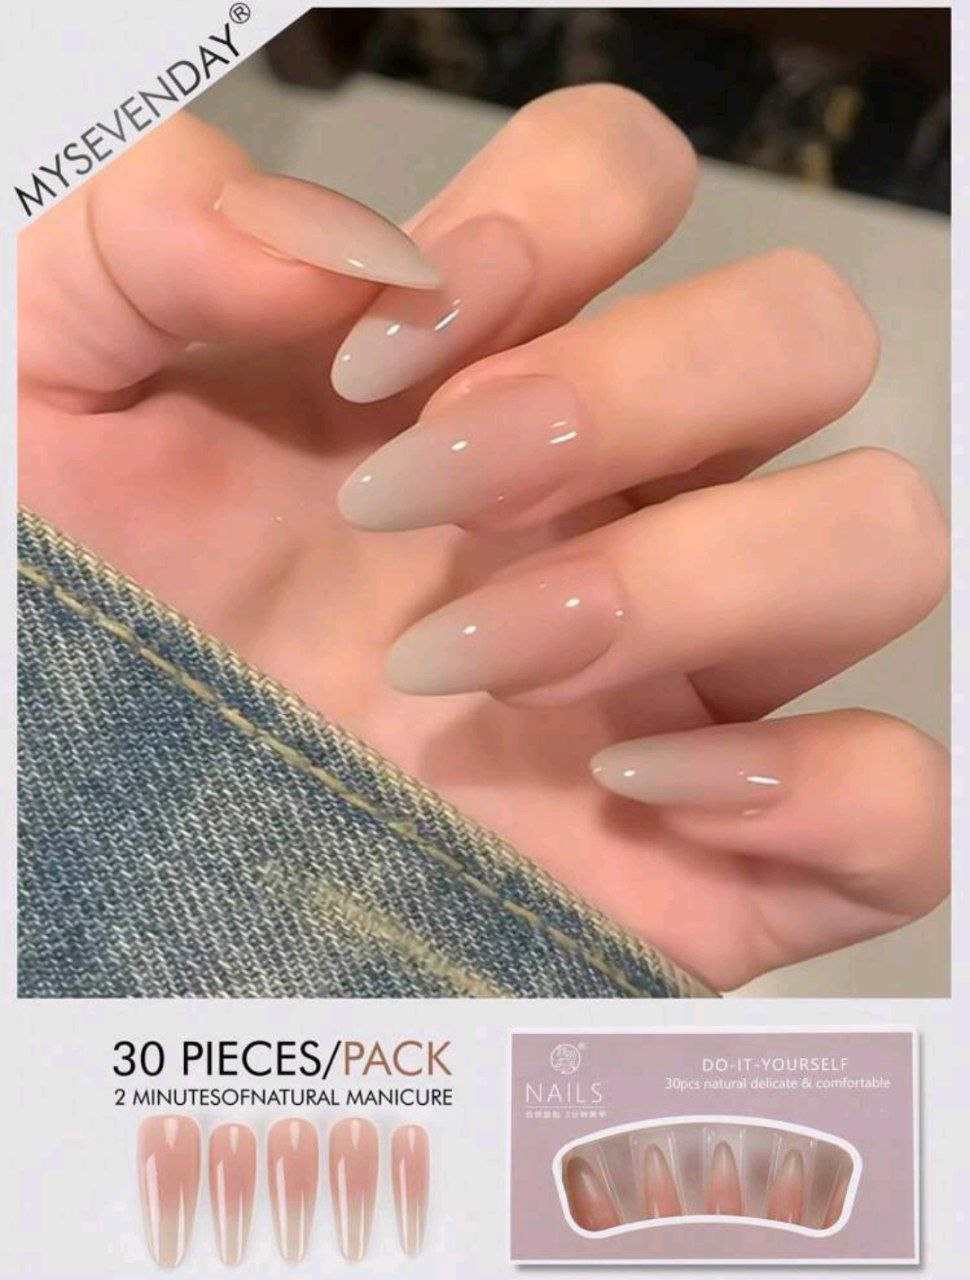 MYSEVENDAY®
30 PIECES/PACK
2 MINUTESOFNATURAL MANICURE
NAILS
DO-IT-YOURSELF
30pcs natural delicate & comfortable